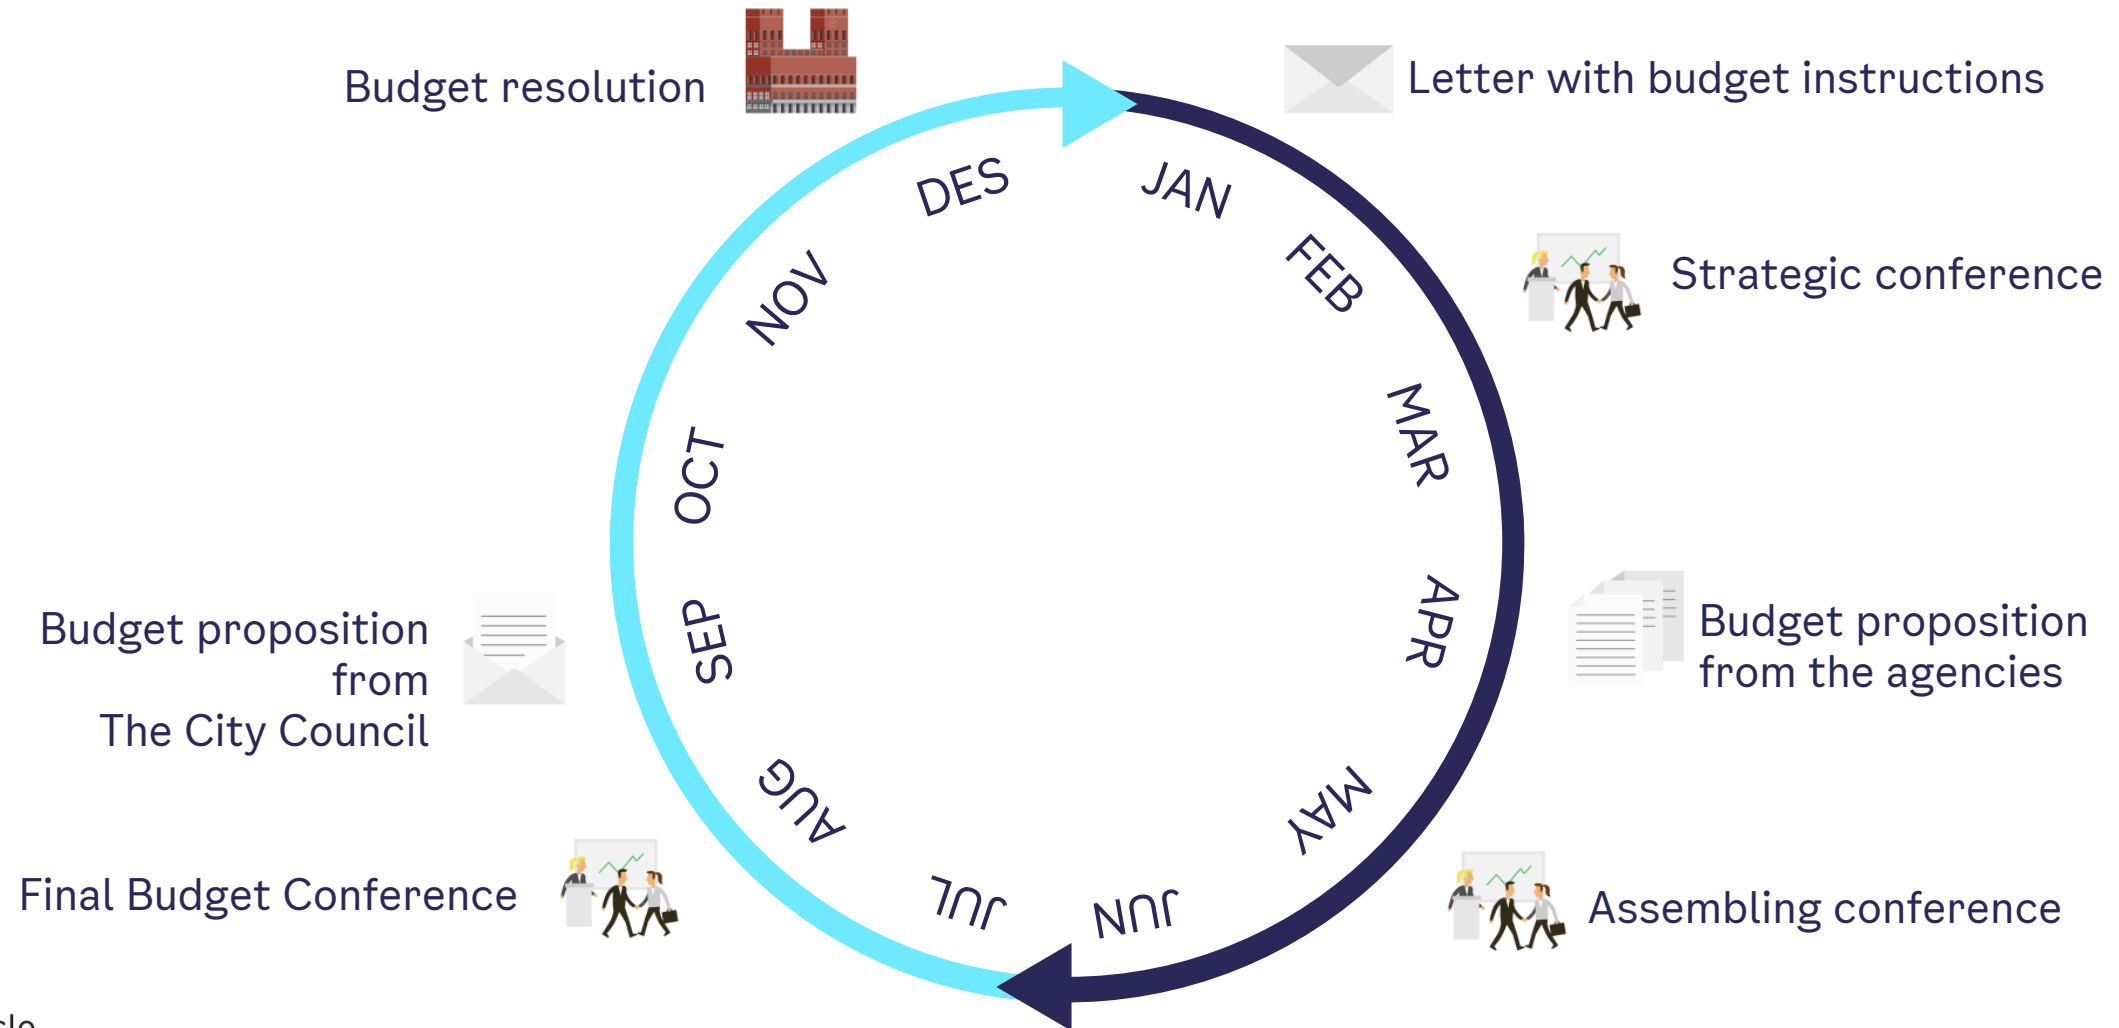 Budget resolution
Letter with budget instructions
DES
JAN
NOV
FEB
Strategic conference
OCT
MAR
SEP
APR
Budget proposition
from
The City Council
Budget proposition
from the agencies
AUG
MAY
JUL
JUN
Final Budget Conference
Assembling conference